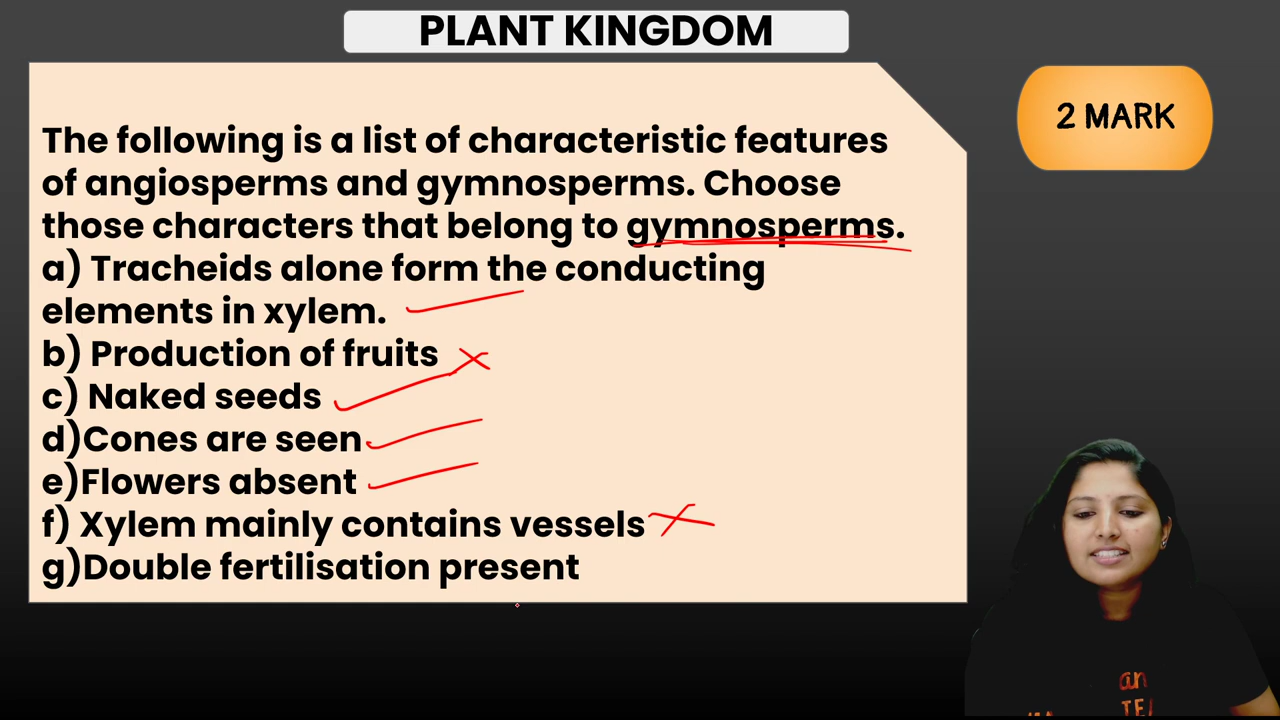 PLANT KINGDOM
2 MARK
The following is a list of characteristic features
of angiosperms and gymnosperms. Choose
those characters that belong to gymnosperms.
a) Tracheids alone form the conducting
elements in xylem.
b) Production of fruits
c) Naked seeds
d)Cones are seen
e)Flowers absent
f) Xylem mainly contains vessels
g)Double fertilisation present
an